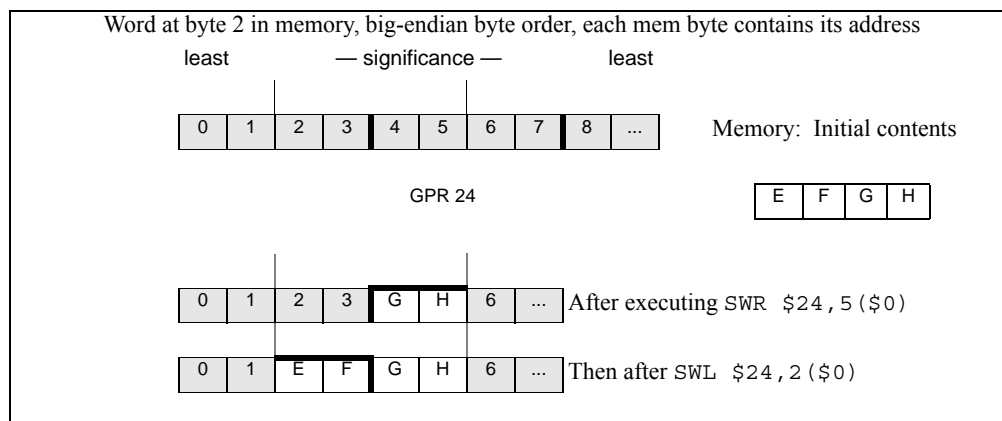 Word at byte 2 in memory, big-endian byte order, each mem byte contains its address
least — significance — least
0 1 2 3 4 5 6 7 8 ... Memory: Initial contents
GPR 24 E F G H
0 1 2 3 G H 6 ... After executing SWR $24,5($0)
0 1 E F G H 6 ... Then after SWL $24,2($0)